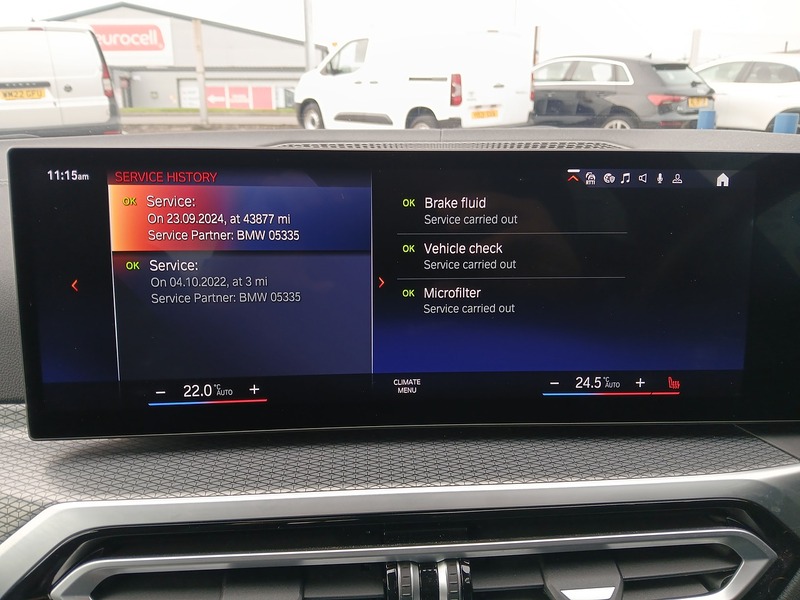 eurocell
11:15am
SERVICE HISTORY
OK Service:
On 23.09.2024, at 43877 mi
Service Partner: BMW 05335
OK Service:
On 04.10.2022, at 3 mi
Service Partner: BMW 05335
OK Brake fluid
Service carried out
OK Vehicle check
Service carried out
OK Microfilter
Service carried out
− 22.0 °C AUTO +
CLIMATE
MENU
− 24.5 °C AUTO +